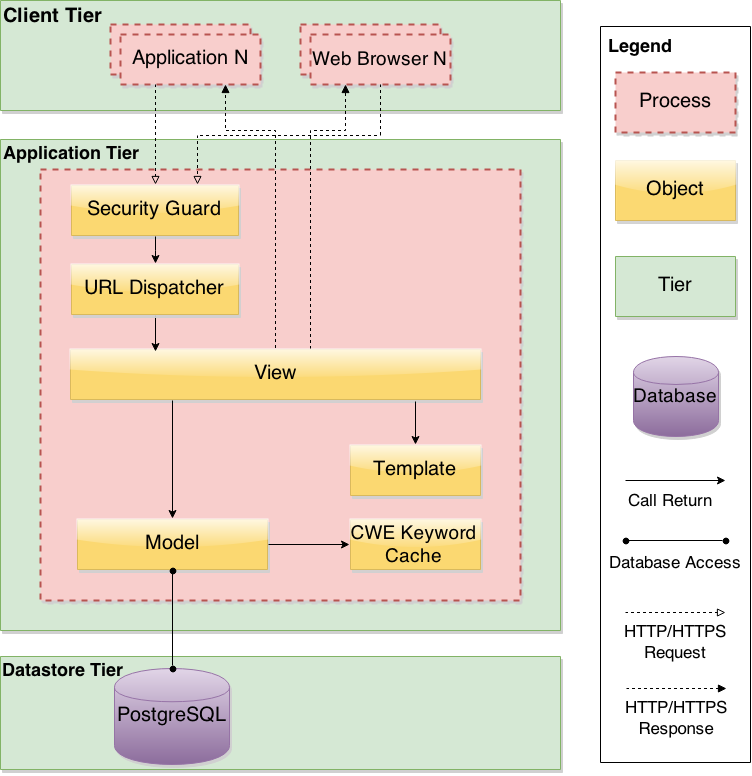 Client Tier
Application N
Web Browser N
Application Tier
Security Guard
URL Dispatcher
View
Template
Model
CWE Keyword
Cache
Datastore Tier
PostgreSQL
Legend
Process
Object
Tier
Database
Call Return
Database Access
HTTP/HTTPS
Request
HTTP/HTTPS
Response